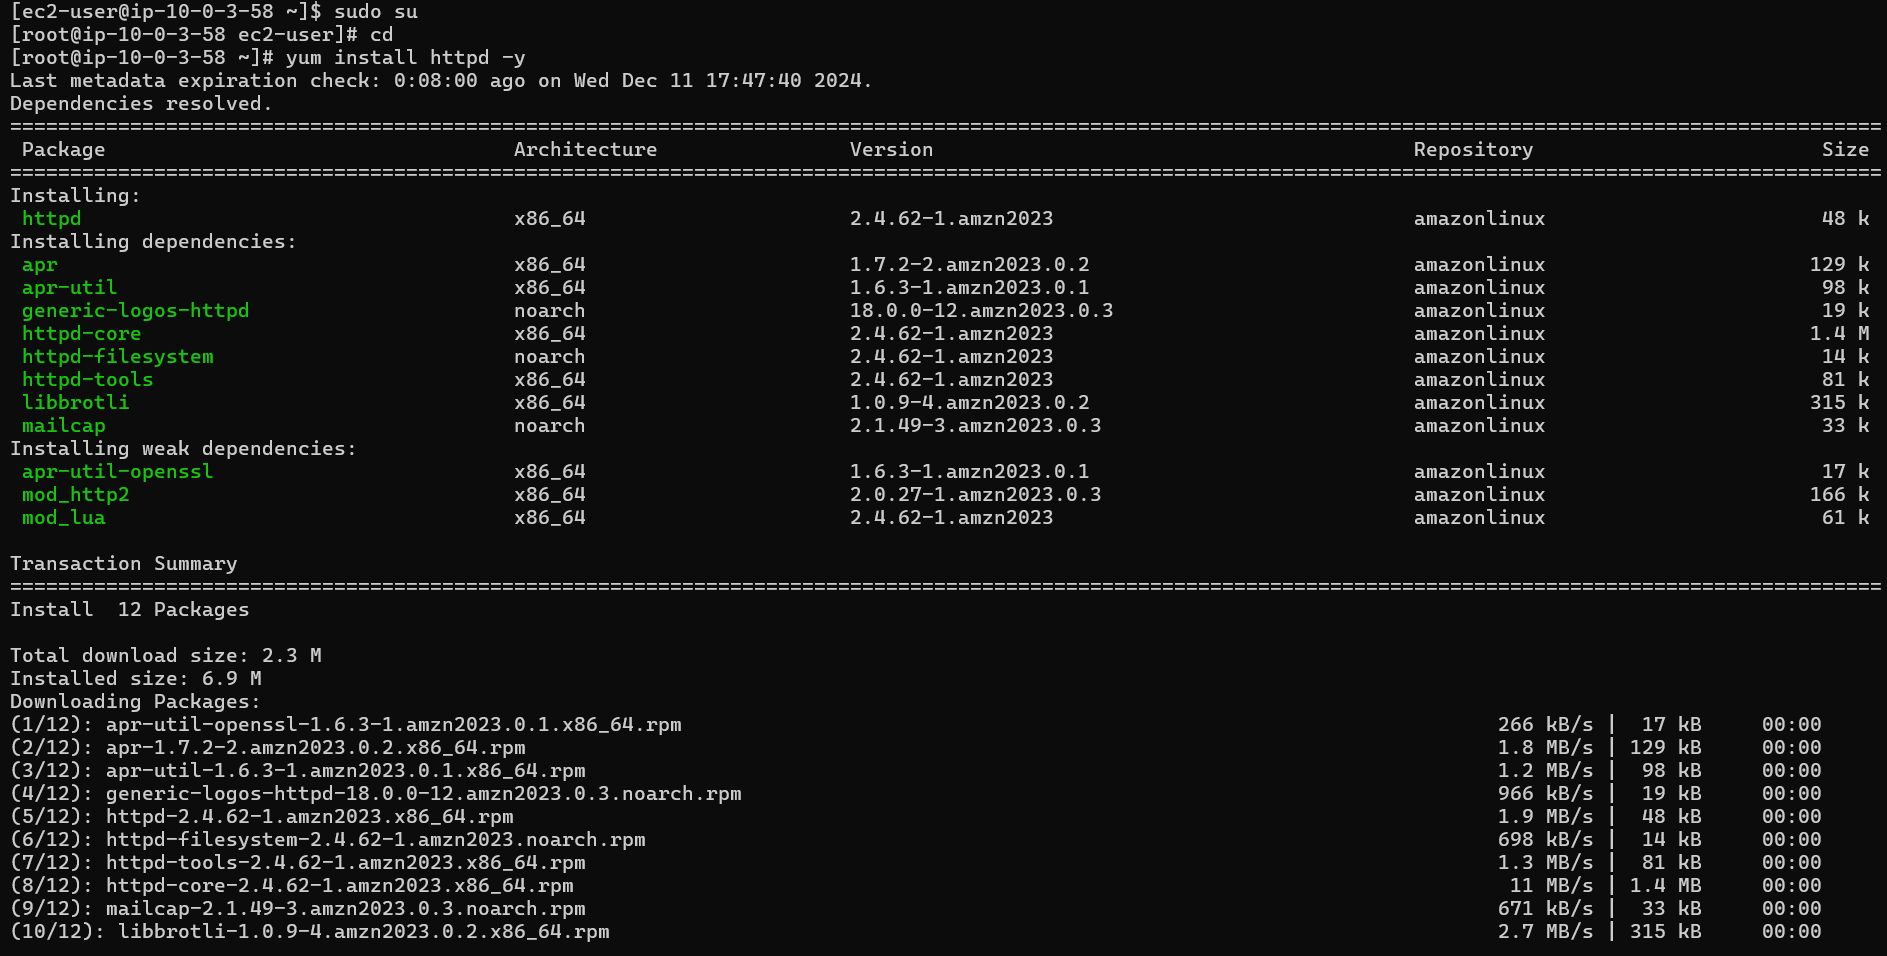 [ec2-user@ip-10-0-3-58 ~]$ sudo su
[root@ip-10-0-3-58 ec2-user]# cd
[root@ip-10-0-3-58 ~]# yum install httpd -y
Last metadata expiration check: 0:08:00 ago on Wed Dec 11 17:47:40 2024.
Dependencies resolved.
============================================================================================================================================================
Package Architecture Version Repository Size
============================================================================================================================================================
Installing:
httpd x86_64 2.4.62-1.amzn2023 amazonlinux 48 k
Installing dependencies:
apr x86_64 1.7.2-2.amzn2023.0.2 amazonlinux 129 k
apr-util x86_64 1.6.3-1.amzn2023.0.1 amazonlinux 98 k
generic-logos-httpd noarch 18.0.0-12.amzn2023.0.3 amazonlinux 19 k
httpd-core x86_64 2.4.62-1.amzn2023 amazonlinux 1.4 M
httpd-filesystem noarch 2.4.62-1.amzn2023 amazonlinux 14 k
httpd-tools x86_64 2.4.62-1.amzn2023 amazonlinux 81 k
libbrotli x86_64 1.0.9-4.amzn2023.0.2 amazonlinux 315 k
mailcap noarch 2.1.49-3.amzn2023.0.3 amazonlinux 33 k
Installing weak dependencies:
apr-util-openssl x86_64 1.6.3-1.amzn2023.0.1 amazonlinux 17 k
mod_http2 x86_64 2.0.27-1.amzn2023.0.3 amazonlinux 166 k
mod_lua x86_64 2.4.62-1.amzn2023 amazonlinux 61 k
Transaction Summary
============================================================================================================================================================
Install  12 Packages
Total download size: 2.3 M
Installed size: 6.9 M
Downloading Packages:
(1/12): apr-util-openssl-1.6.3-1.amzn2023.0.1.x86_64.rpm 266 kB/s | 17 kB 00:00
(2/12): apr-1.7.2-2.amzn2023.0.2.x86_64.rpm 1.8 MB/s | 129 kB 00:00
(3/12): apr-util-1.6.3-1.amzn2023.0.1.x86_64.rpm 1.2 MB/s | 98 kB 00:00
(4/12): generic-logos-httpd-18.0.0-12.amzn2023.0.3.noarch.rpm 966 kB/s | 19 kB 00:00
(5/12): httpd-2.4.62-1.amzn2023.x86_64.rpm 1.9 MB/s | 48 kB 00:00
(6/12): httpd-filesystem-2.4.62-1.amzn2023.noarch.rpm 698 kB/s | 14 kB 00:00
(7/12): httpd-tools-2.4.62-1.amzn2023.x86_64.rpm 1.3 MB/s | 81 kB 00:00
(8/12): httpd-core-2.4.62-1.amzn2023.x86_64.rpm 11 MB/s | 1.4 MB 00:00
(9/12): mailcap-2.1.49-3.amzn2023.0.3.noarch.rpm 671 kB/s | 33 kB 00:00
(10/12): libbrotli-1.0.9-4.amzn2023.0.2.x86_64.rpm 2.7 MB/s | 315 kB 00:00